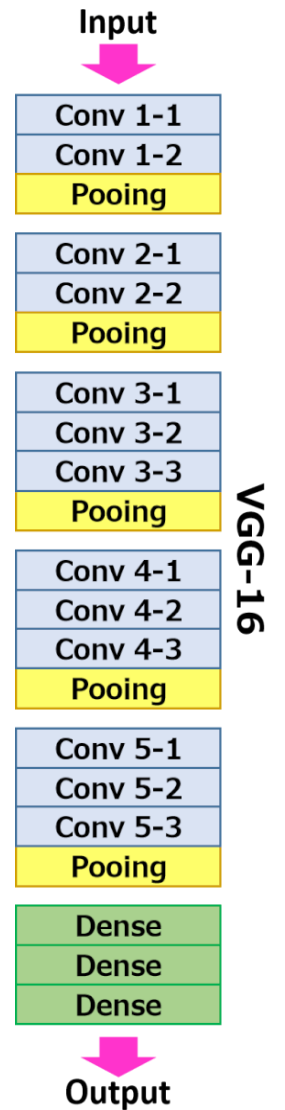 Input
Conv 1-1
Conv 1-2
Pooing
Conv 2-1
Conv 2-2
Pooing
Conv 3-1
Conv 3-2
Conv 3-3
Pooing
Conv 4-1
Conv 4-2
Conv 4-3
Pooing
Conv 5-1
Conv 5-2
Conv 5-3
Pooing
Dense
Dense
Dense
Output
VGG-16